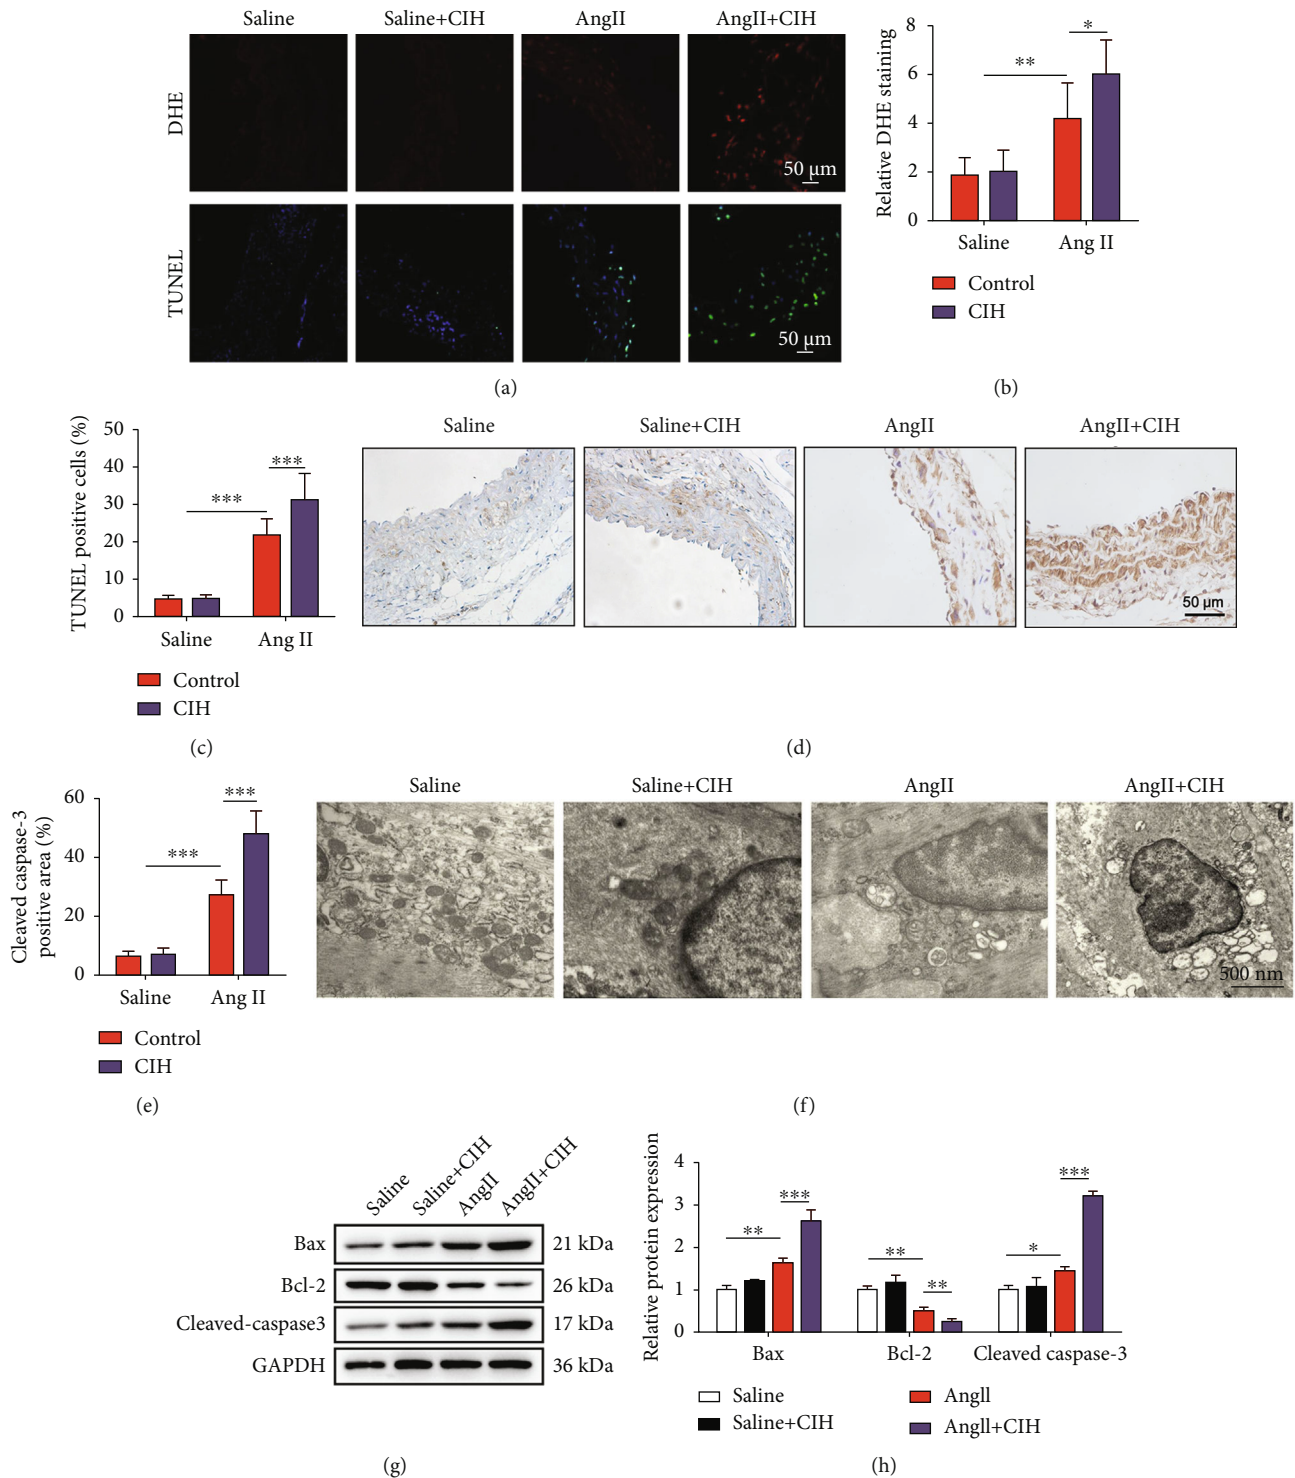 Saline Saline+CIH AngII AngII+CIH
DHE
50 µm
TUNEL
50 µm
(a)
Relative DHE staining
8
6
4
2
0
**
*
Saline Ang II
Control
CIH
(b)
TUNEL positive cells (%)
50
40
30
20
10
0
***
***
Saline Ang II
Control
CIH
(c)
Saline Saline+CIH AngII AngII+CIH
50 µm
(d)
Cleaved caspase-3
positive area (%)
60
40
20
0
***
***
Saline Ang II
Control
CIH
(e)
Saline Saline+CIH AngII AngII+CIH
500 nm
(f)
Saline Saline+CIH AngII AngII+CIH
Bax 21 kDa
Bcl-2 26 kDa
Cleaved-caspase3 17 kDa
GAPDH 36 kDa
(g)
Relative protein expression
4
3
2
1
0
**
***
**
**
*
***
Bax Bcl-2 Cleaved caspase-3
Saline AngII
Saline+CIH AngII+CIH
(h)